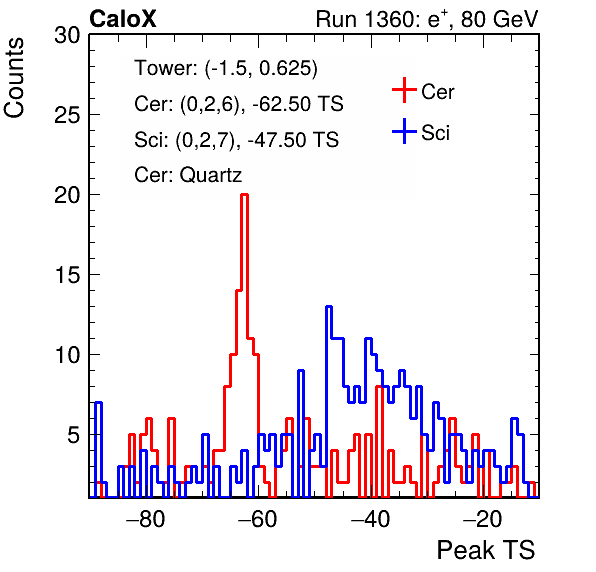 CaloX Run 1360: e⁺, 80 GeV
Counts
30
25
20
15
10
5
Tower: (-1.5, 0.625)
Cer: (0,2,6), -62.50 TS
Sci: (0,2,7), -47.50 TS
Cer: Quartz
Cer
Sci
−80 −60 −40 −20
Peak TS